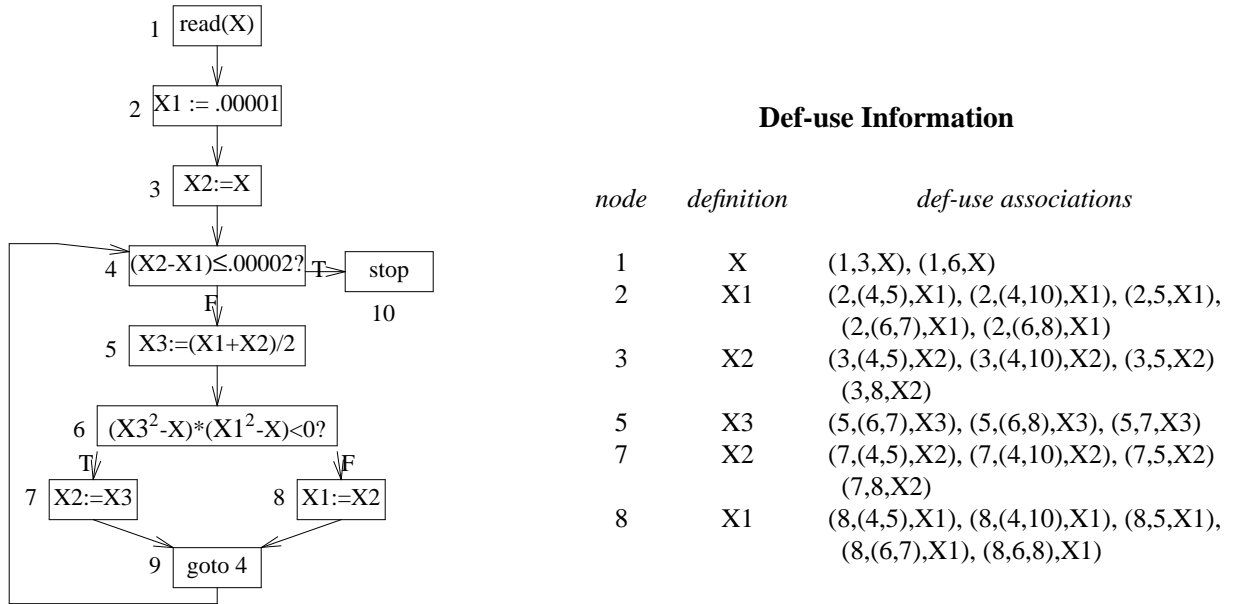 1 read(X)
2 X1 := .00001
3 X2:=X
4 (X2-X1)≤.00002? T stop
10
F
5 X3:=(X1+X2)/2
6 (X3²-X)*(X1²-X)<0?
T F
7 X2:=X3 8 X1:=X2
9 goto 4
Def-use Information
node definition def-use associations
1 X (1,3,X), (1,6,X)
2 X1 (2,(4,5),X1), (2,(4,10),X1), (2,5,X1),
(2,(6,7),X1), (2,(6,8),X1)
3 X2 (3,(4,5),X2), (3,(4,10),X2), (3,5,X2)
(3,8,X2)
5 X3 (5,(6,7),X3), (5,(6,8),X3), (5,7,X3)
7 X2 (7,(4,5),X2), (7,(4,10),X2), (7,5,X2)
(7,8,X2)
8 X1 (8,(4,5),X1), (8,(4,10),X1), (8,5,X1),
(8,(6,7),X1), (8,6,8),X1)